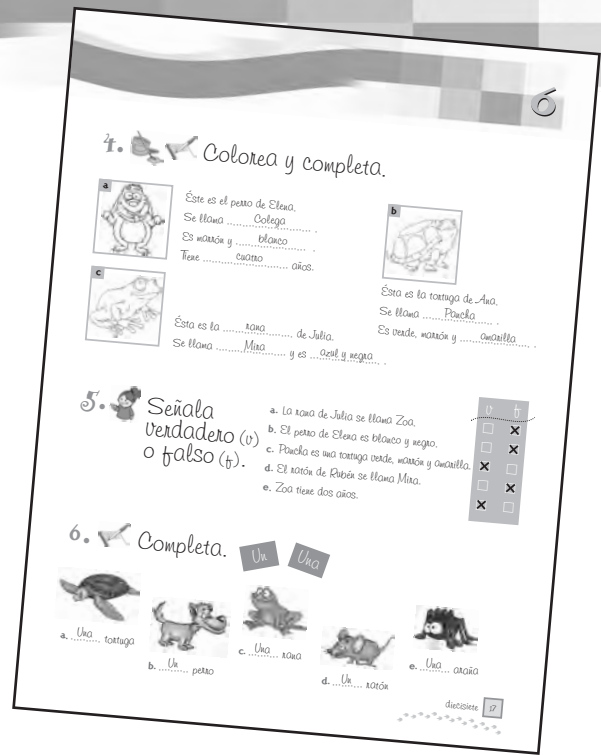 6
4. Colorea y completa.
a
Éste es el perro de Elena.
Se llama Colega .
Es marrón y blanco .
Tiene cuatro años.
b
Ésta es la tortuga de Ana.
Se llama Pancha .
Es verde, marrón y amarilla .
c
Ésta es la rana de Julia.
Se llama Mira y es azul y negra .
5. Señala
verdadero (v)
o falso (f).
v f
a. La rana de Julia se llama Zoa.
b. El perro de Elena es blanco y negro.
c. Pancha es una tortuga verde, marrón y amarilla.
d. El ratón de Rubén se llama Mira.
e. Zoa tiene dos años.
6. Completa.
Un
Una
a. Una tortuga
b. Un perro
c. Una rana
d. Un ratón
e. Una araña
diecisiete 17